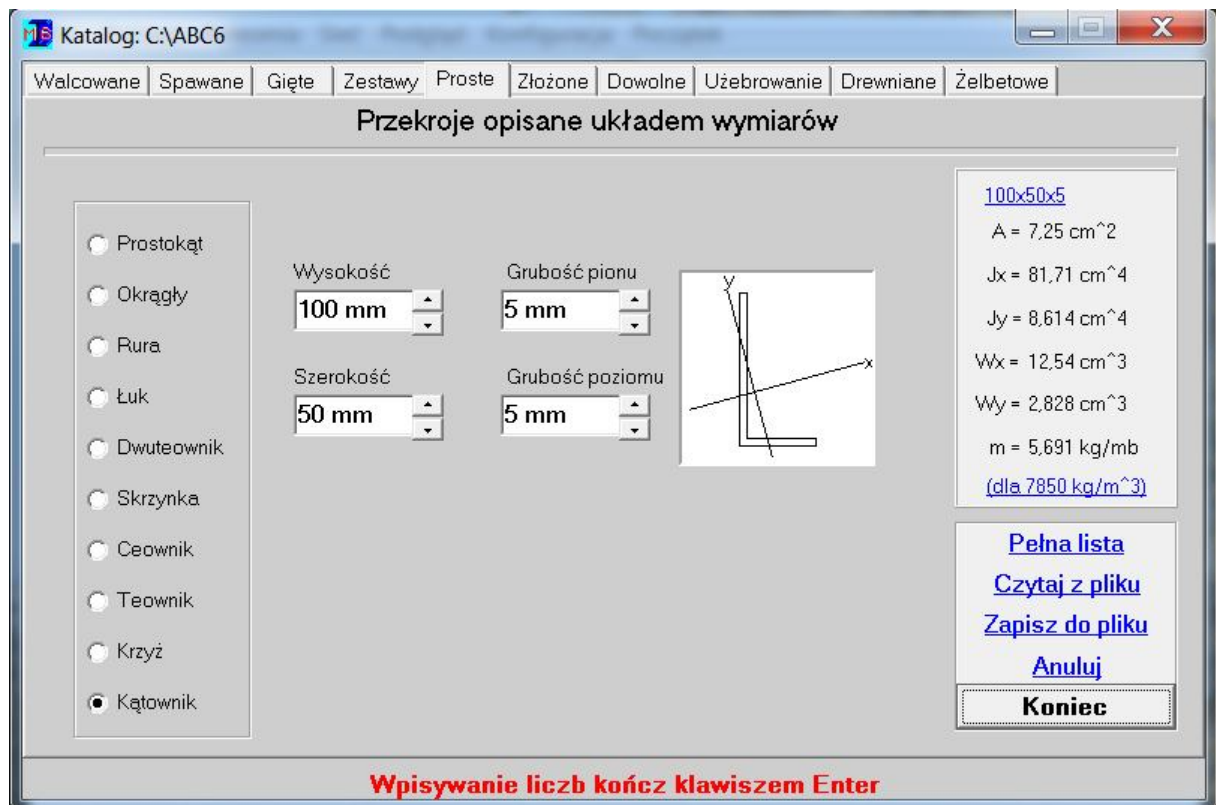 Katalog: C:\ABC6
Walcowane Spawane Gięte Zestawy Proste Złożone Dowolne Użebrowanie Drewniane Żelbetowe
Przekroje opisane układem wymiarów
Prostokąt
Okrągły
Rura
Łuk
Dwuteownik
Skrzynka
Ceownik
Teownik
Krzyż
Kątownik
Wysokość
100 mm
Grubość pionu
5 mm
Szerokość
50 mm
Grubość poziomu
5 mm
y
x
100x50x5
A = 7,25 cm^2
Jx = 81,71 cm^4
Jy = 8,614 cm^4
Wx = 12,54 cm^3
Wy = 2,828 cm^3
m = 5,691 kg/mb
(dla 7850 kg/m^3)
Pełna lista
Czytaj z pliku
Zapisz do pliku
Anuluj
Koniec
Wpisywanie liczb kończ klawiszem Enter